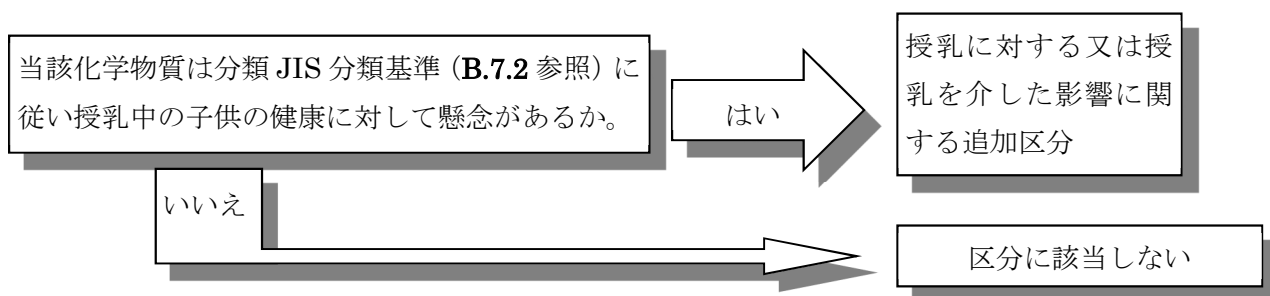 当該化学物質は分類 JIS 分類基準（B.7.2 参照）に
従い授乳中の子供の健康に対して懸念があるか。
はい
授乳に対する又は授
乳を介した影響に関
する追加区分
いいえ
区分に該当しない